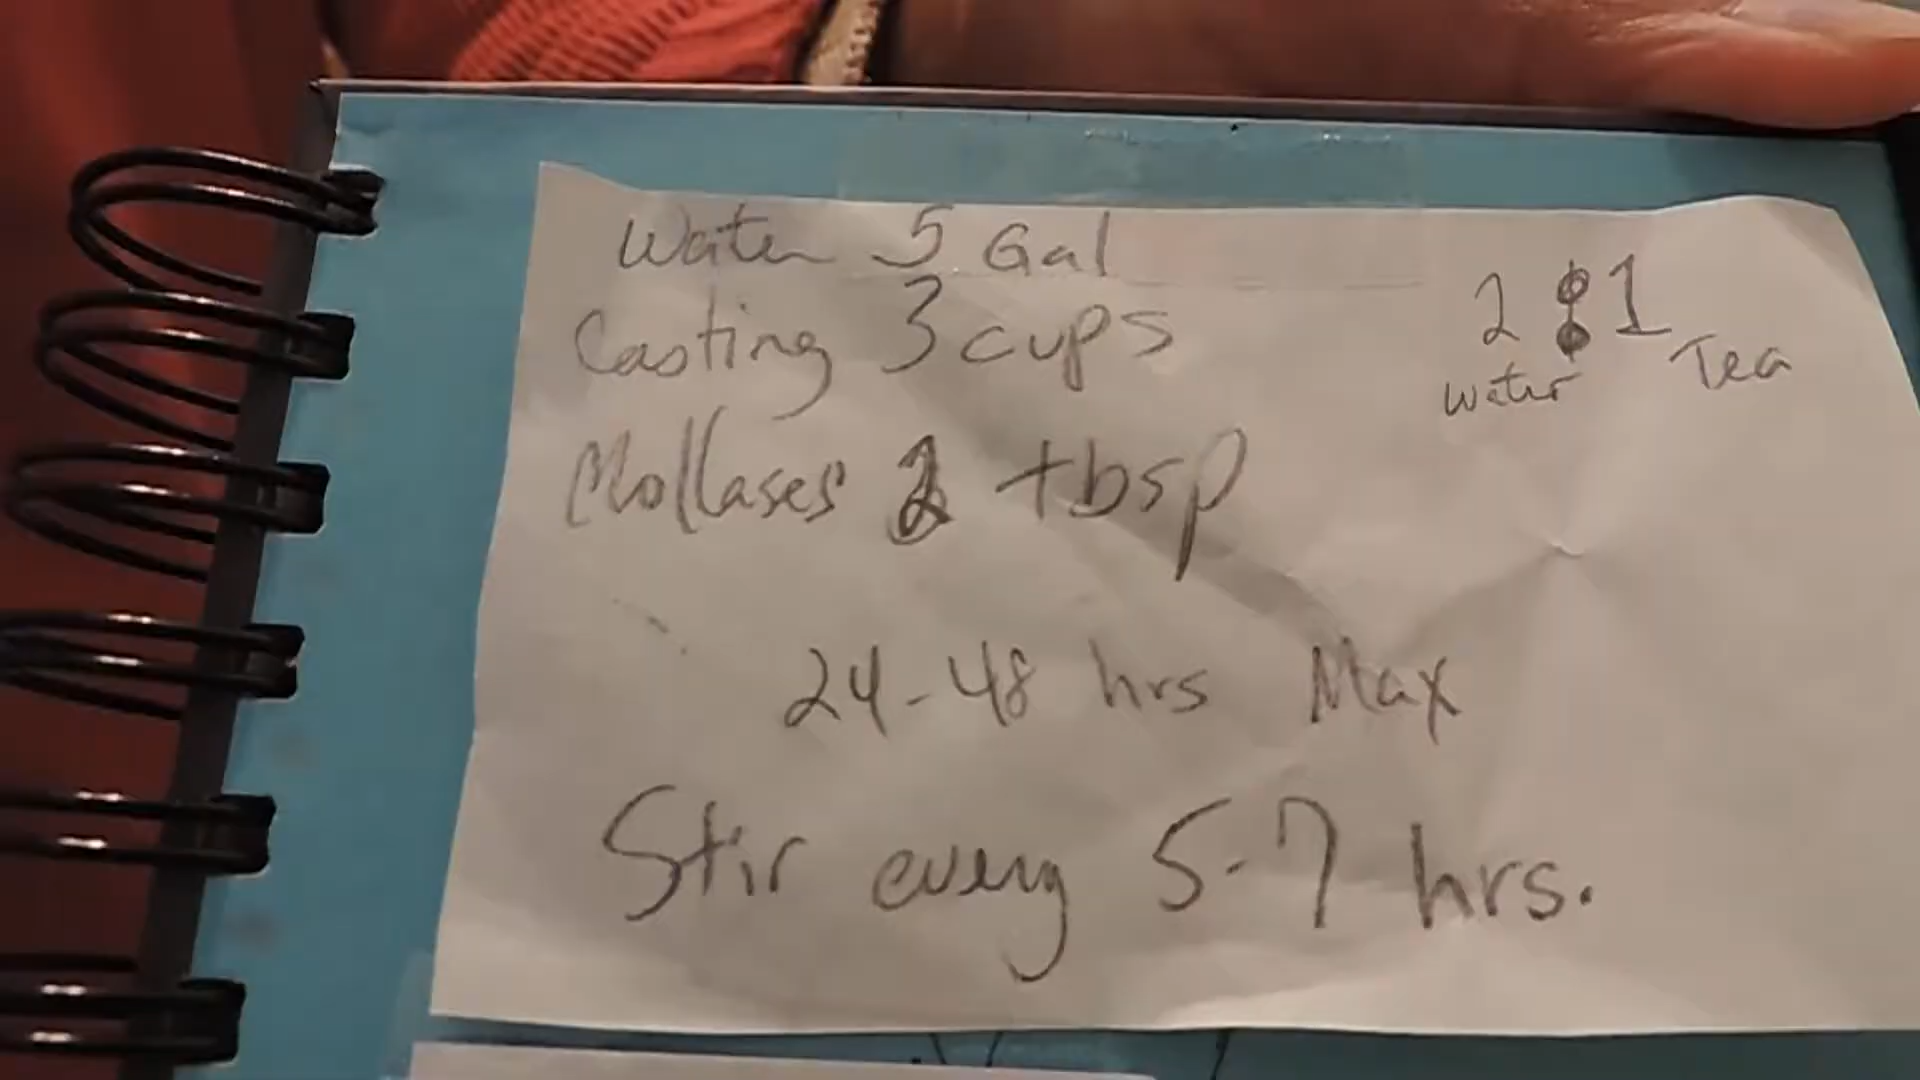 Water 5 Gal
Casting 3 cups
Mollases 2 tbsp
2 : 1
Water Tea
24-48 hrs Max
Stir every 5-7 hrs.